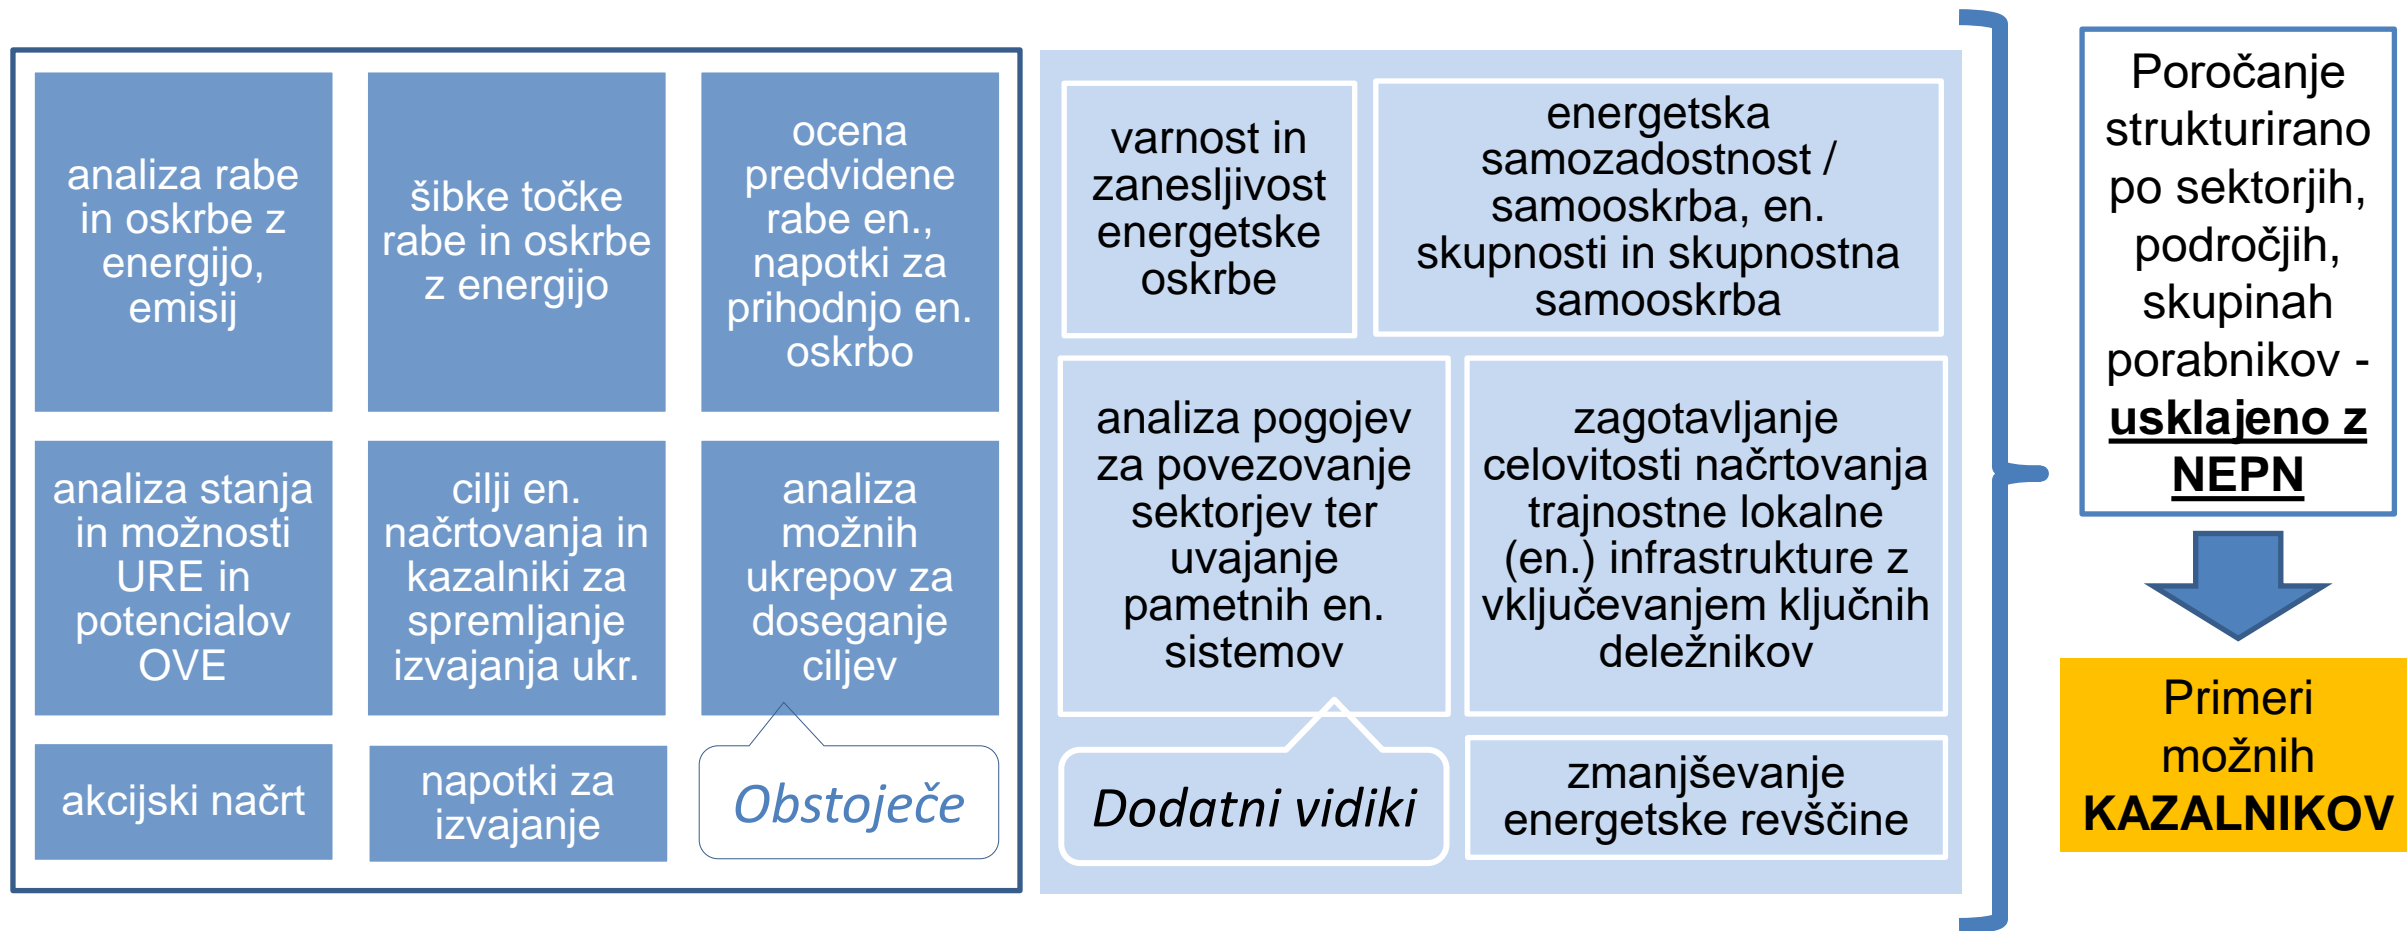 analiza rabe
in oskrbe z
energijo,
emisij
šibke točke
rabe in oskrbe
z energijo
ocena
predvidene
rabe en.,
napotki za
prihodnjo en.
oskrbo
analiza stanja
in možnosti
URE in
potencialov
OVE
cilji en.
načrtovanja in
kazalniki za
spremljanje
izvajanja ukr.
analiza
možnih
ukrepov za
doseganje
ciljev
akcijski načrt
napotki za
izvajanje
Obstoječe
varnost in
zanesljivost
energetske
oskrbe
energetska
samozadostnost /
samooskrba, en.
skupnosti in skupnostna
samooskrba
analiza pogojev
za povezovanje
sektorjev ter
uvajanje
pametnih en.
sistemov
zagotavljanje
celovitosti načrtovanja
trajnostne lokalne
(en.) infrastrukture z
vključevanjem ključnih
deležnikov
Dodatni vidiki
zmanjševanje
energetske revščine
Poročanje
strukturirano
po sektorjih,
področjih,
skupinah
porabnikov -
usklajeno z
NEPN
Primeri
možnih
KAZALNIKOV